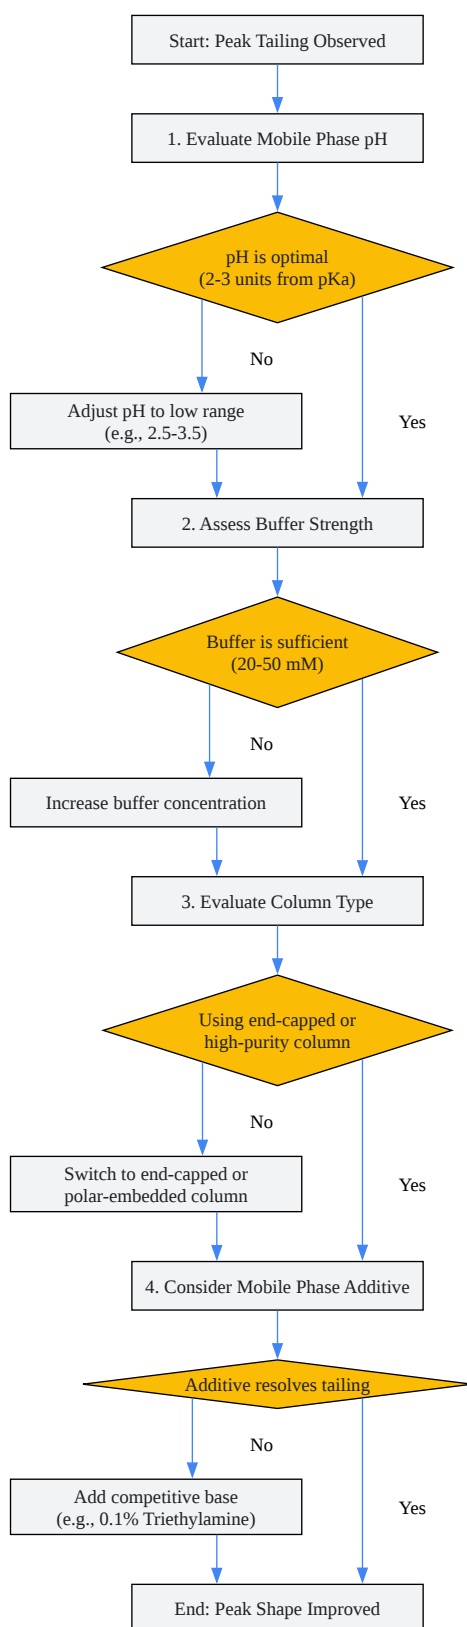 Start: Peak Tailing Observed
1. Evaluate Mobile Phase pH
pH is optimal
(2-3 units from pKa)
No
Adjust pH to low range
(e.g., 2.5-3.5)
Yes
2. Assess Buffer Strength
Buffer is sufficient
(20-50 mM)
No
Increase buffer concentration
Yes
3. Evaluate Column Type
Using end-capped or
high-purity column
No
Switch to end-capped or
polar-embedded column
Yes
4. Consider Mobile Phase Additive
Additive resolves tailing
No
Add competitive base
(e.g., 0.1% Triethylamine)
Yes
End: Peak Shape Improved